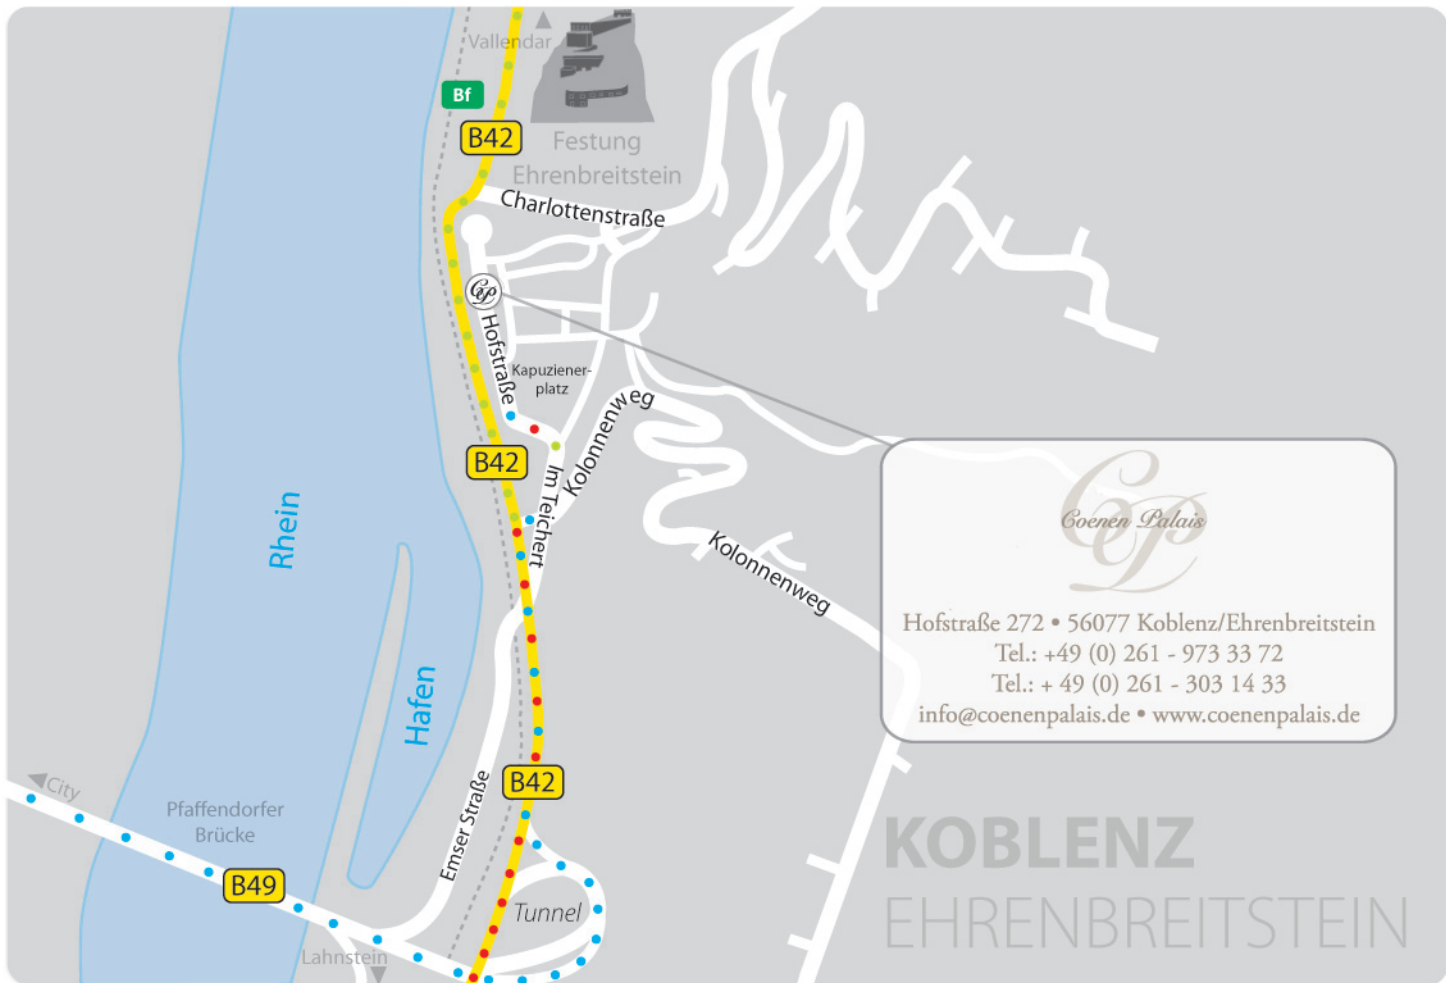 Vallendar
Bf
B42
Festung
Ehrenbreitstein
Charlottenstraße
CP
Hofstraße
Kapuziener-
platz
Kolonnenweg
B42
Im Teichert
Rhein
Kolonnenweg
CP
Coenen Palais
Hofstraße 272 • 56077 Koblenz/Ehrenbreitstein
Tel.: +49 (0) 261 - 973 33 72
Tel.: + 49 (0) 261 - 303 14 33
info@coenenpalais.de • www.coenenpalais.de
Hafen
B42
City
Pfaffendorfer
Brücke
Emser Straße
B49
Tunnel
Lahnstein
KOBLENZ
EHRENBREITSTEIN